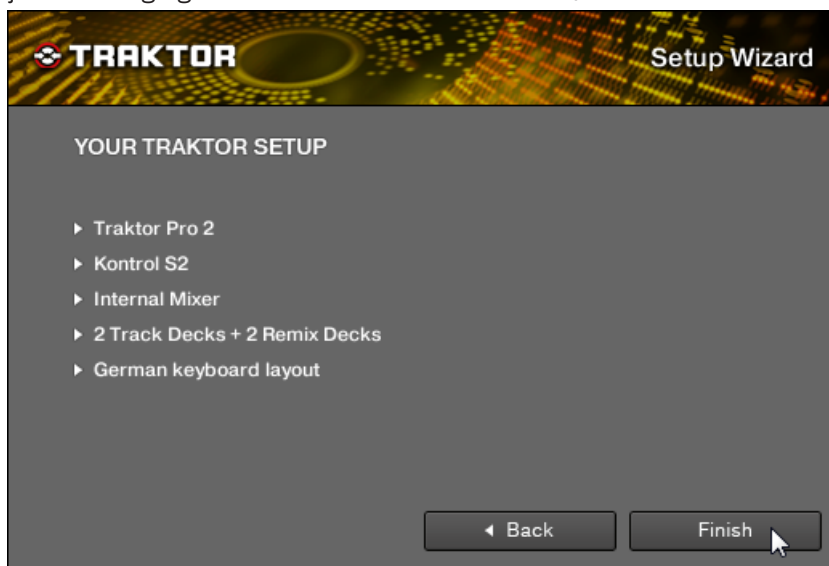 TRAKTOR
Setup Wizard
YOUR TRAKTOR SETUP
Traktor Pro 2
Kontrol S2
Internal Mixer
2 Track Decks + 2 Remix Decks
German keyboard layout
Back
Finish